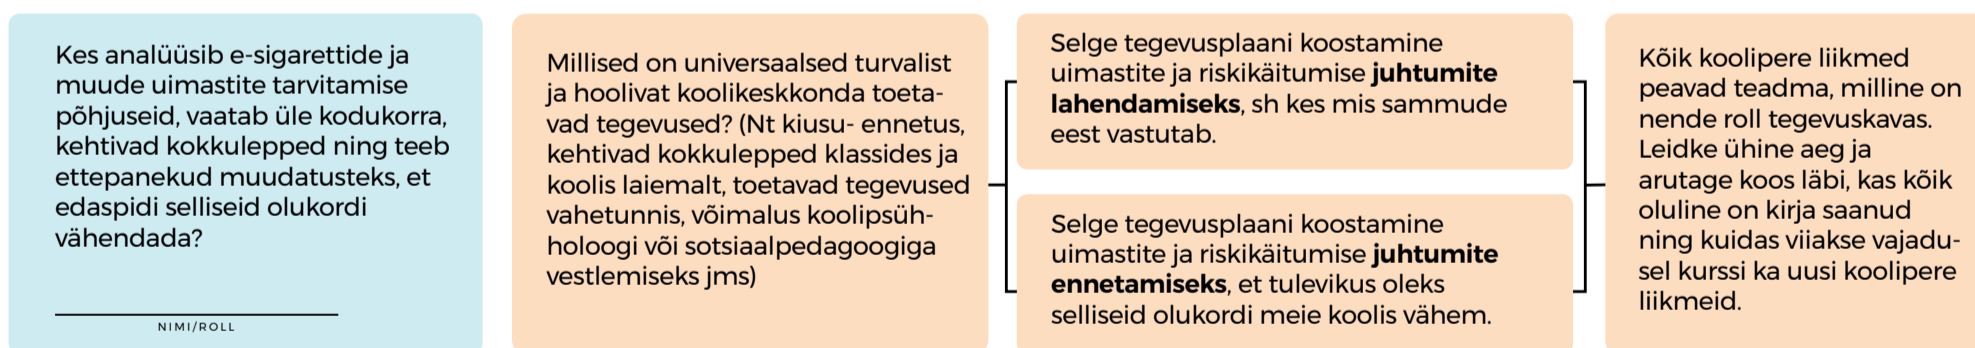 Kes analüüsib e-sigarettide ja
muude uimastite tarvitamise
põhjuseid, vaatab üle kodukorra,
kehtivad kokkulepped ning teeb
ettepanekud muudatusteks, et
edaspidi selliseid olukordi
vähendada?
NIMI/ROLL
Millised on universaalsed turvalist
ja hoolivat koolikeskkonda toeta-
vad tegevused? (Nt kiusu- ennetus,
kehtivad kokkulepped klassides ja
koolis laiemalt, toetavad tegevused
vahetunnis, võimalus koolipsüh-
holoogi või sotsiaalpedagoogiga
vestlemiseks jms)
Selge tegevusplaani koostamine
uimastite ja riskikäitumise juhtumite
lahendamiseks, sh kes mis sammude
eest vastutab.
Selge tegevusplaani koostamine
uimastite ja riskikäitumise juhtumite
ennetamiseks, et tulevikus oleks
selliseid olukordi meie koolis vähem.
Kõik koolipere liikmed
peavad teadma, milline on
nende roll tegevuskavas.
Leidke ühine aeg ja
arutage koos läbi, kas kõik
oluline on kirja saanud
ning kuidas viiakse vajadu-
sel kurssi ka uusi koolipere
liikmeid.